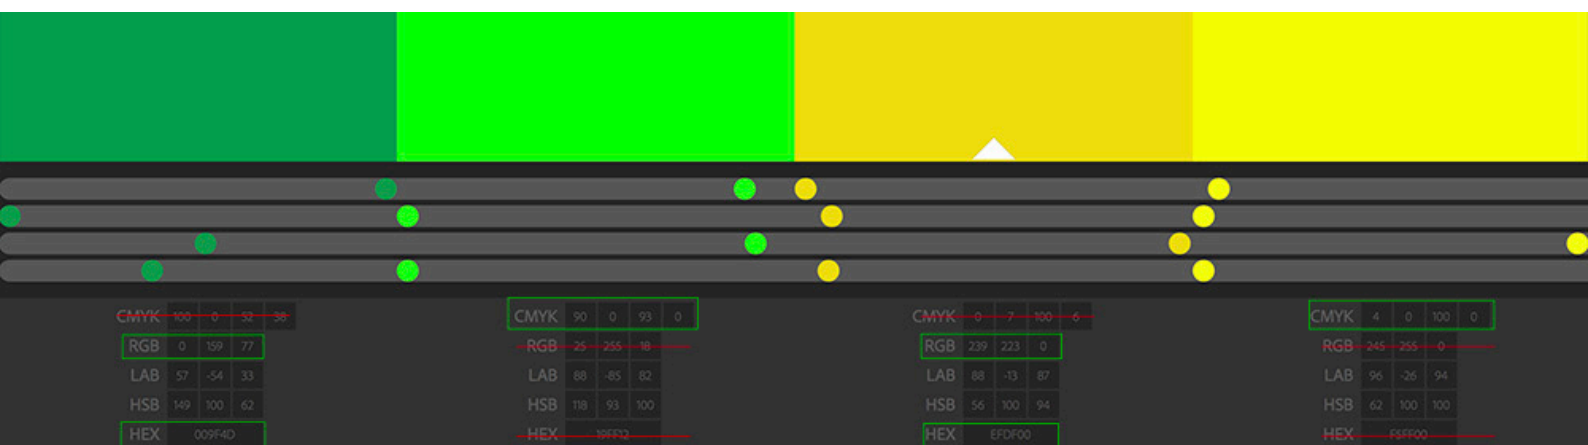 CMYK 100 0 52 38
RGB 0 159 77
LAB 57 -54 33
HSB 149 100 62
HEX 009F4D
CMYK 90 0 93 0
RGB 25 255 18
LAB 88 -85 82
HSB 118 93 100
HEX 19FF12
CMYK 0 7 100 6
RGB 239 223 0
LAB 88 -13 87
HSB 56 100 94
HEX EFDF00
CMYK 4 0 100 0
RGB 245 255 0
LAB 96 -26 94
HSB 62 100 100
HEX F5FF00